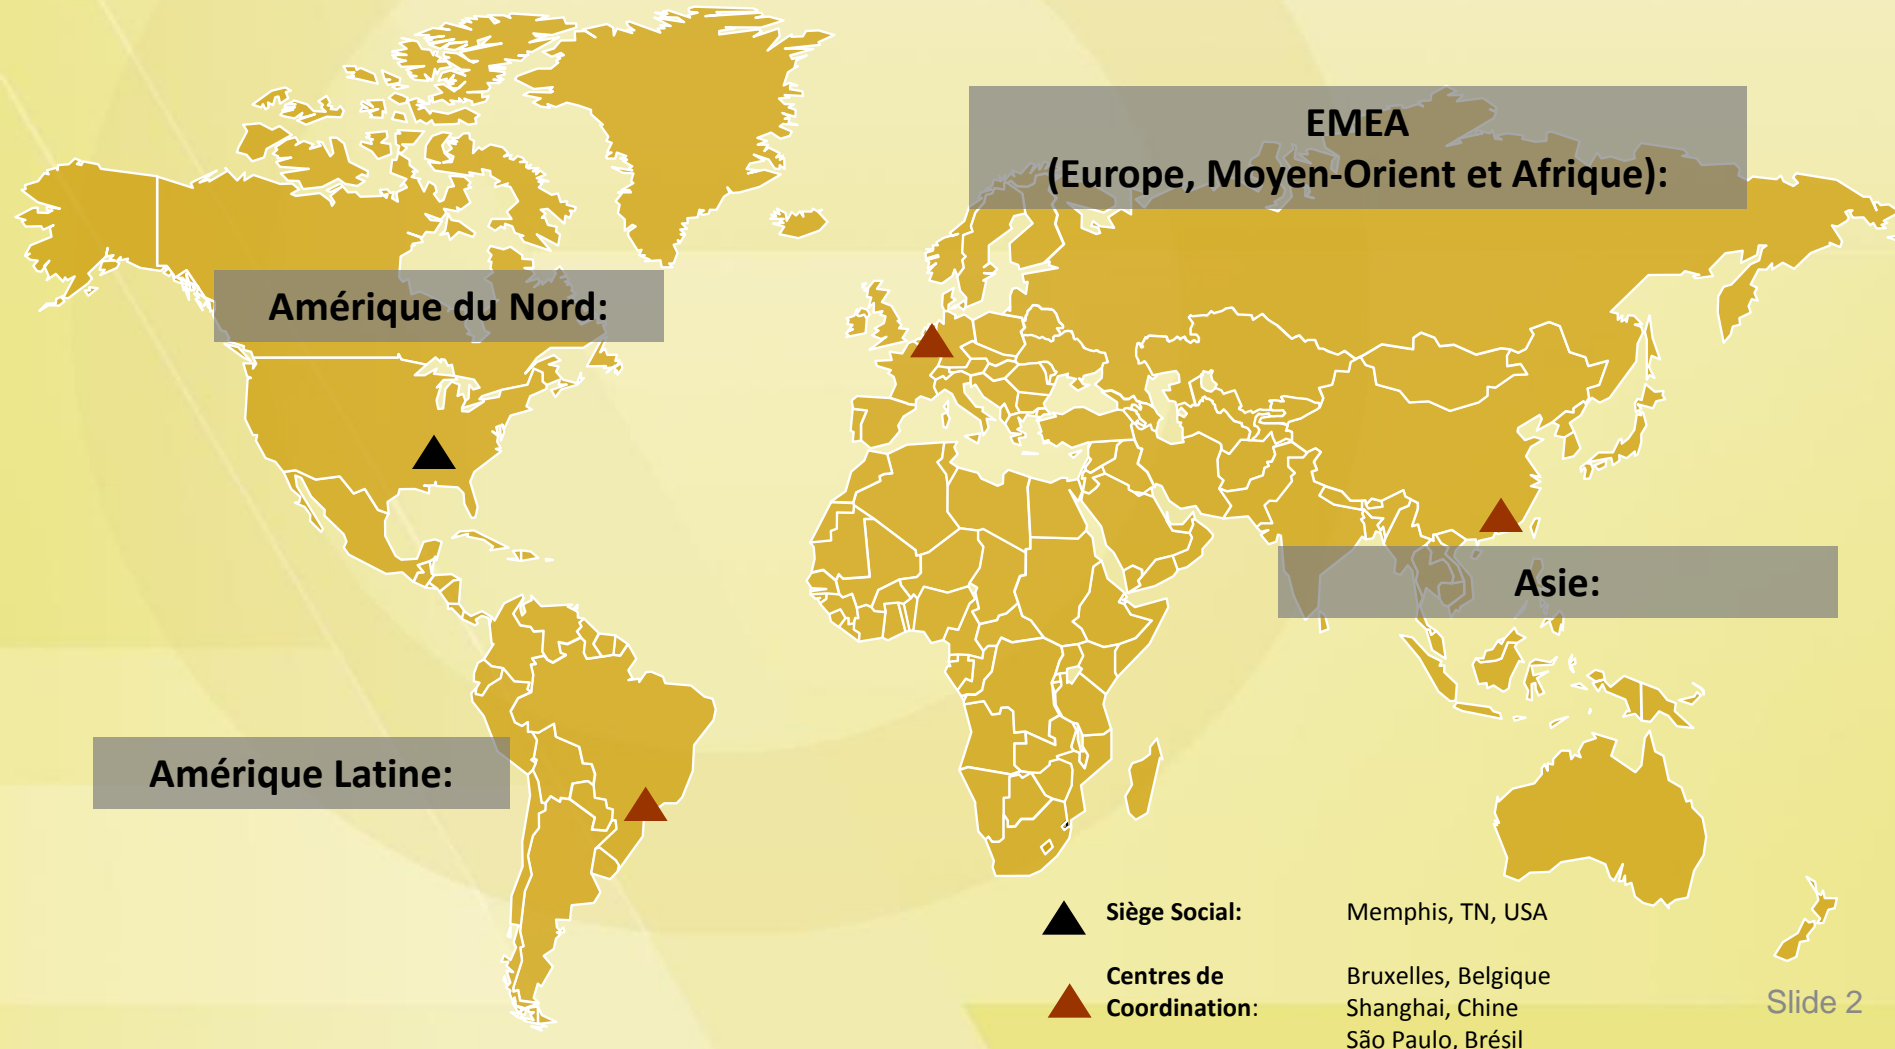 EMEA
(Europe, Moyen-Orient et Afrique):
Amérique du Nord:
Asie:
Amérique Latine:
Siège Social: Memphis, TN, USA
Centres de Bruxelles, Belgique
Coordination: Shanghai, Chine
São Paulo, Brésil
Slide 2